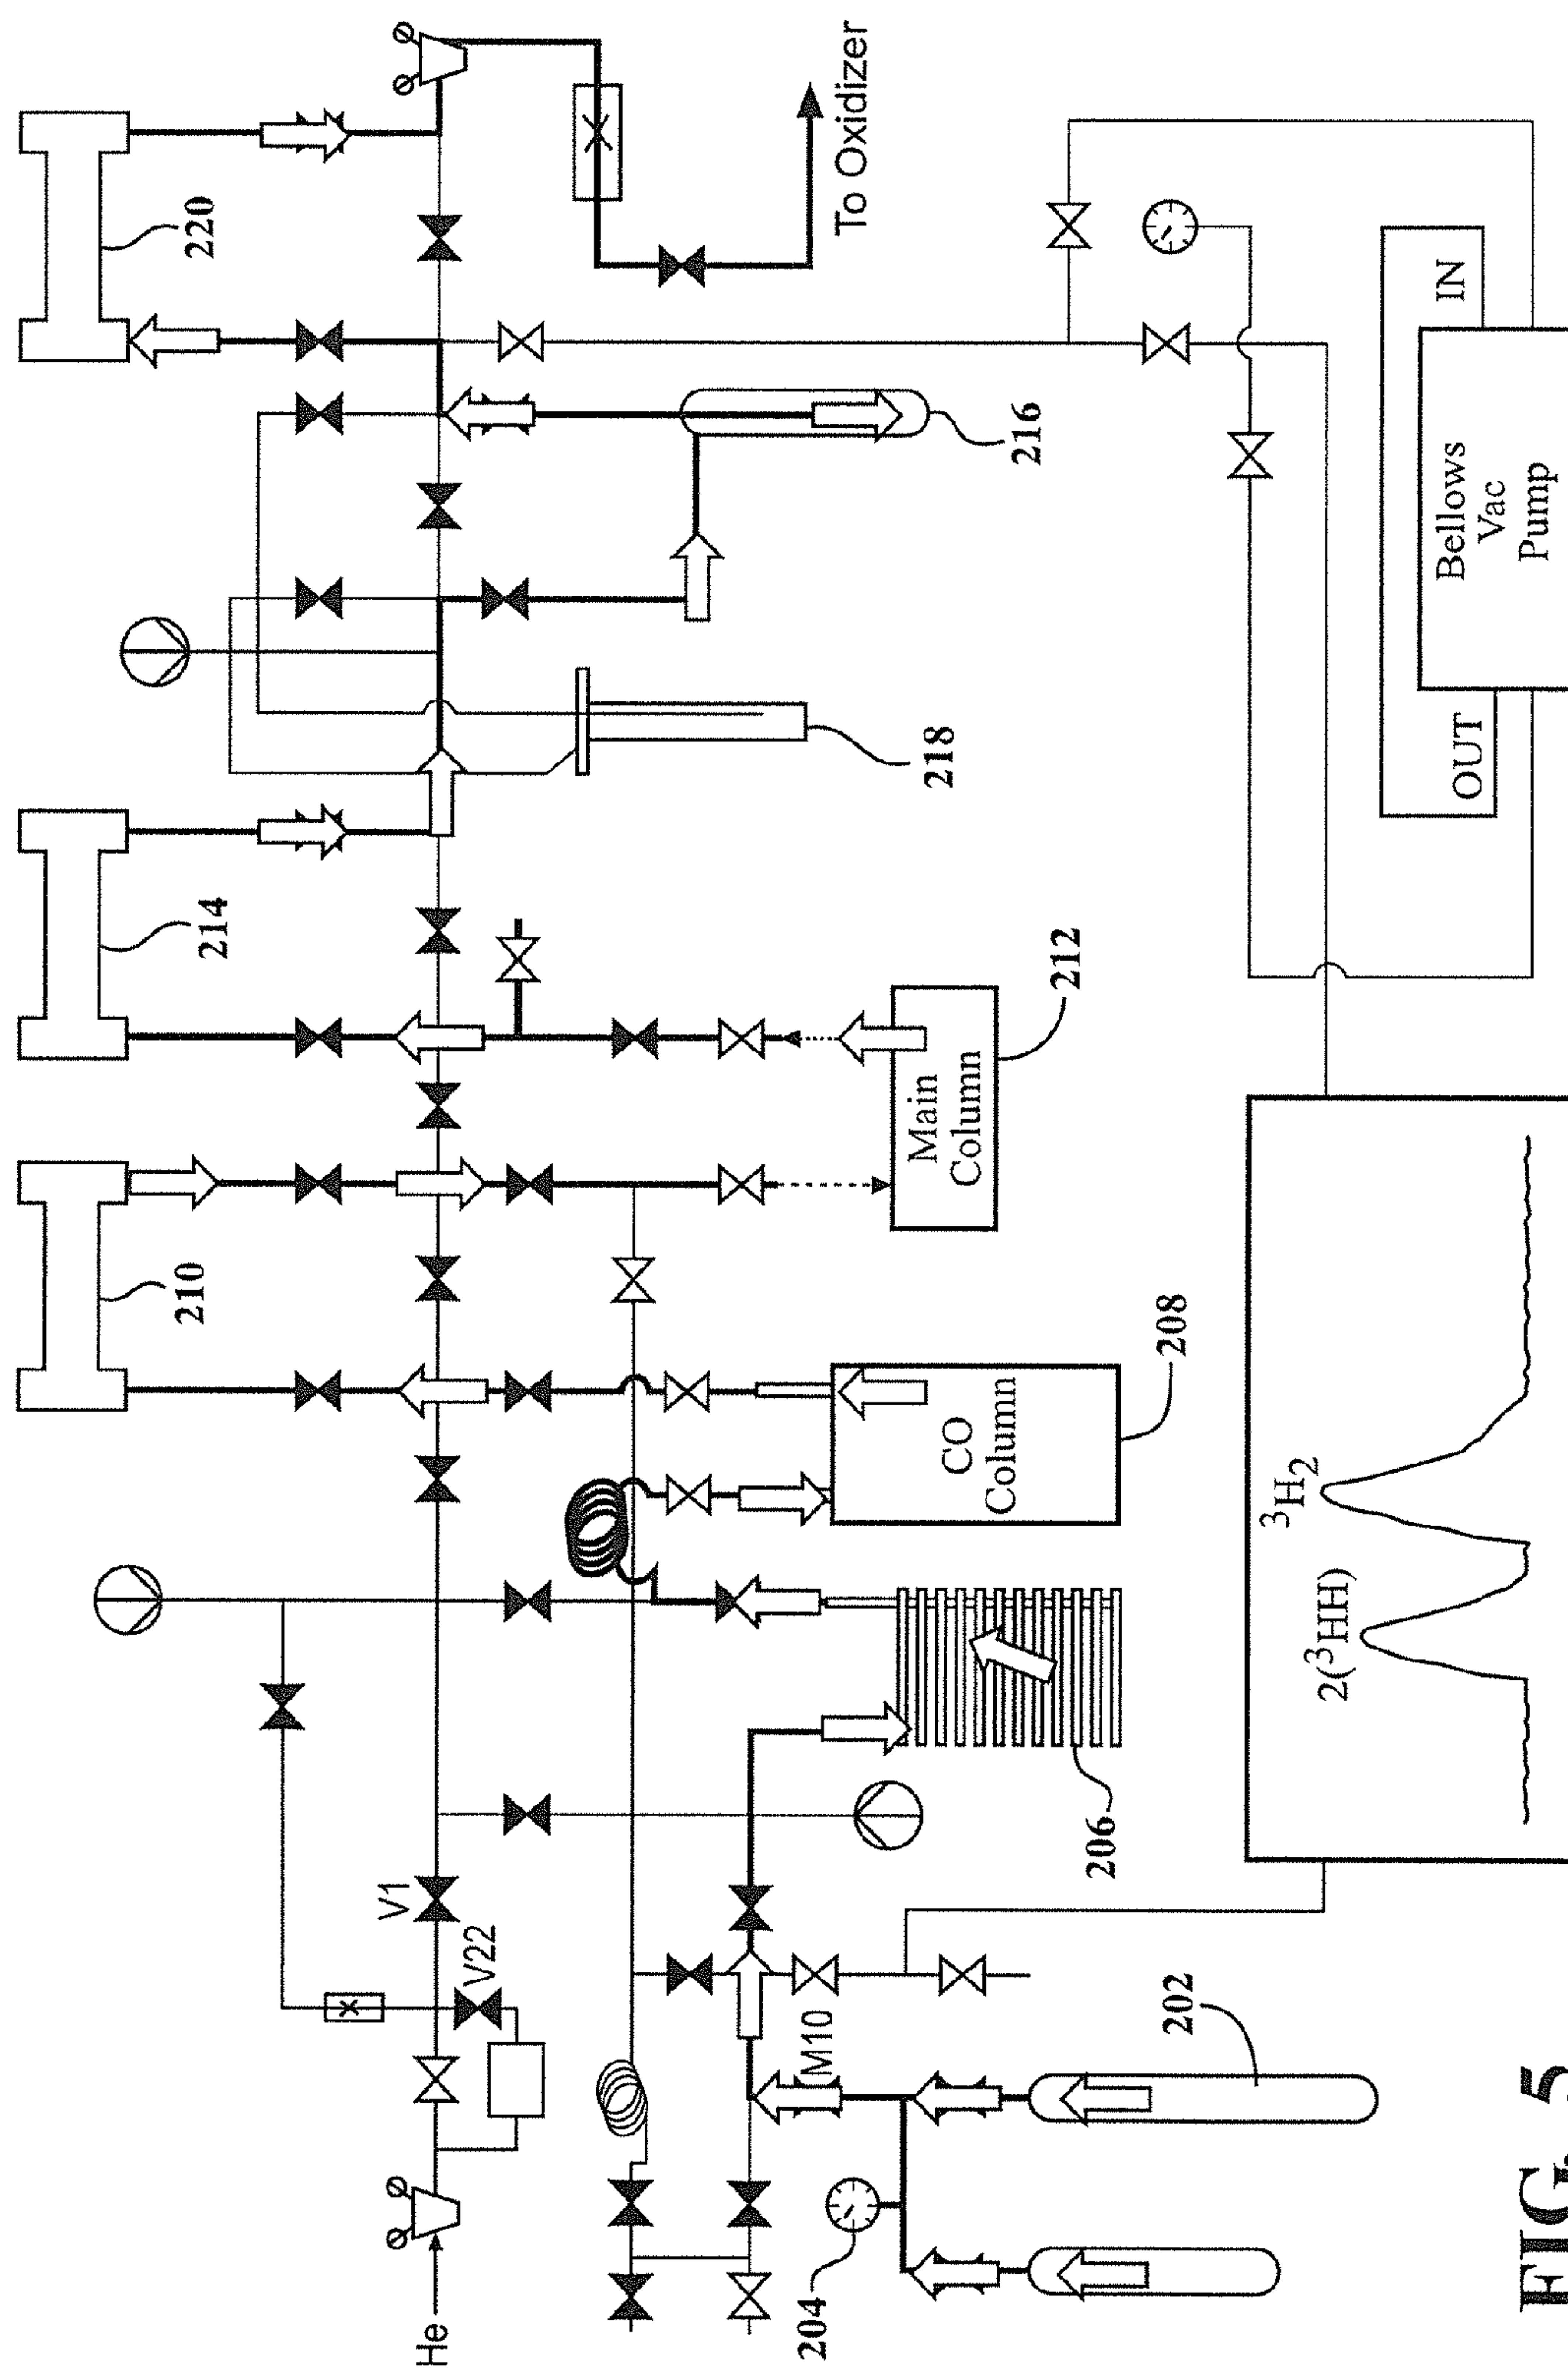 220
To Oxidizer
216
IN
Bellows
Vac
Pump
OUT
218
214
212
Main
Column
210
208
CO
Column
³H₂
2(³HH)
206
V1
V22
M10
202
204
He
FIG. 5